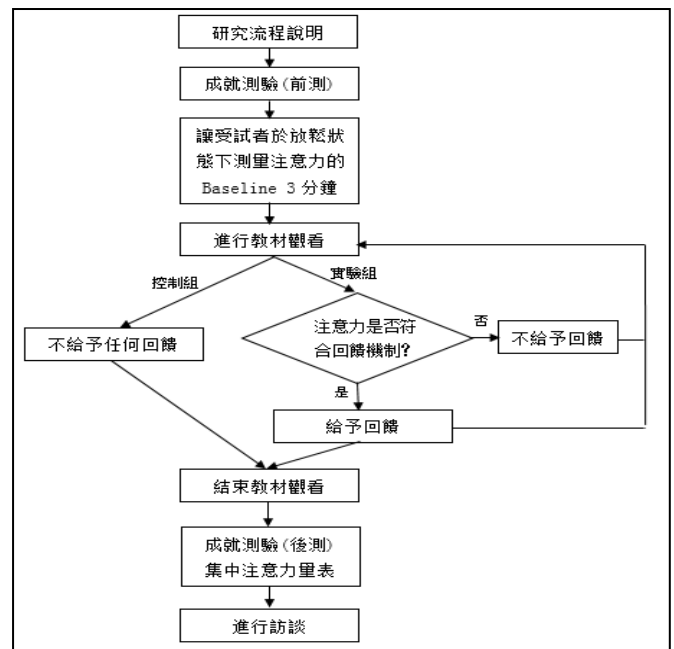 研究流程說明
成就測驗(前測)
讓受試者於放鬆狀
態下測量注意力的
Baseline 3 分鐘
進行教材觀看
控制組
實驗組
注意力是否符
合回饋機制?
否
不給予回饋
不給予任何回饋
是
給予回饋
結束教材觀看
成就測驗(後測)
集中注意力量表
進行訪談